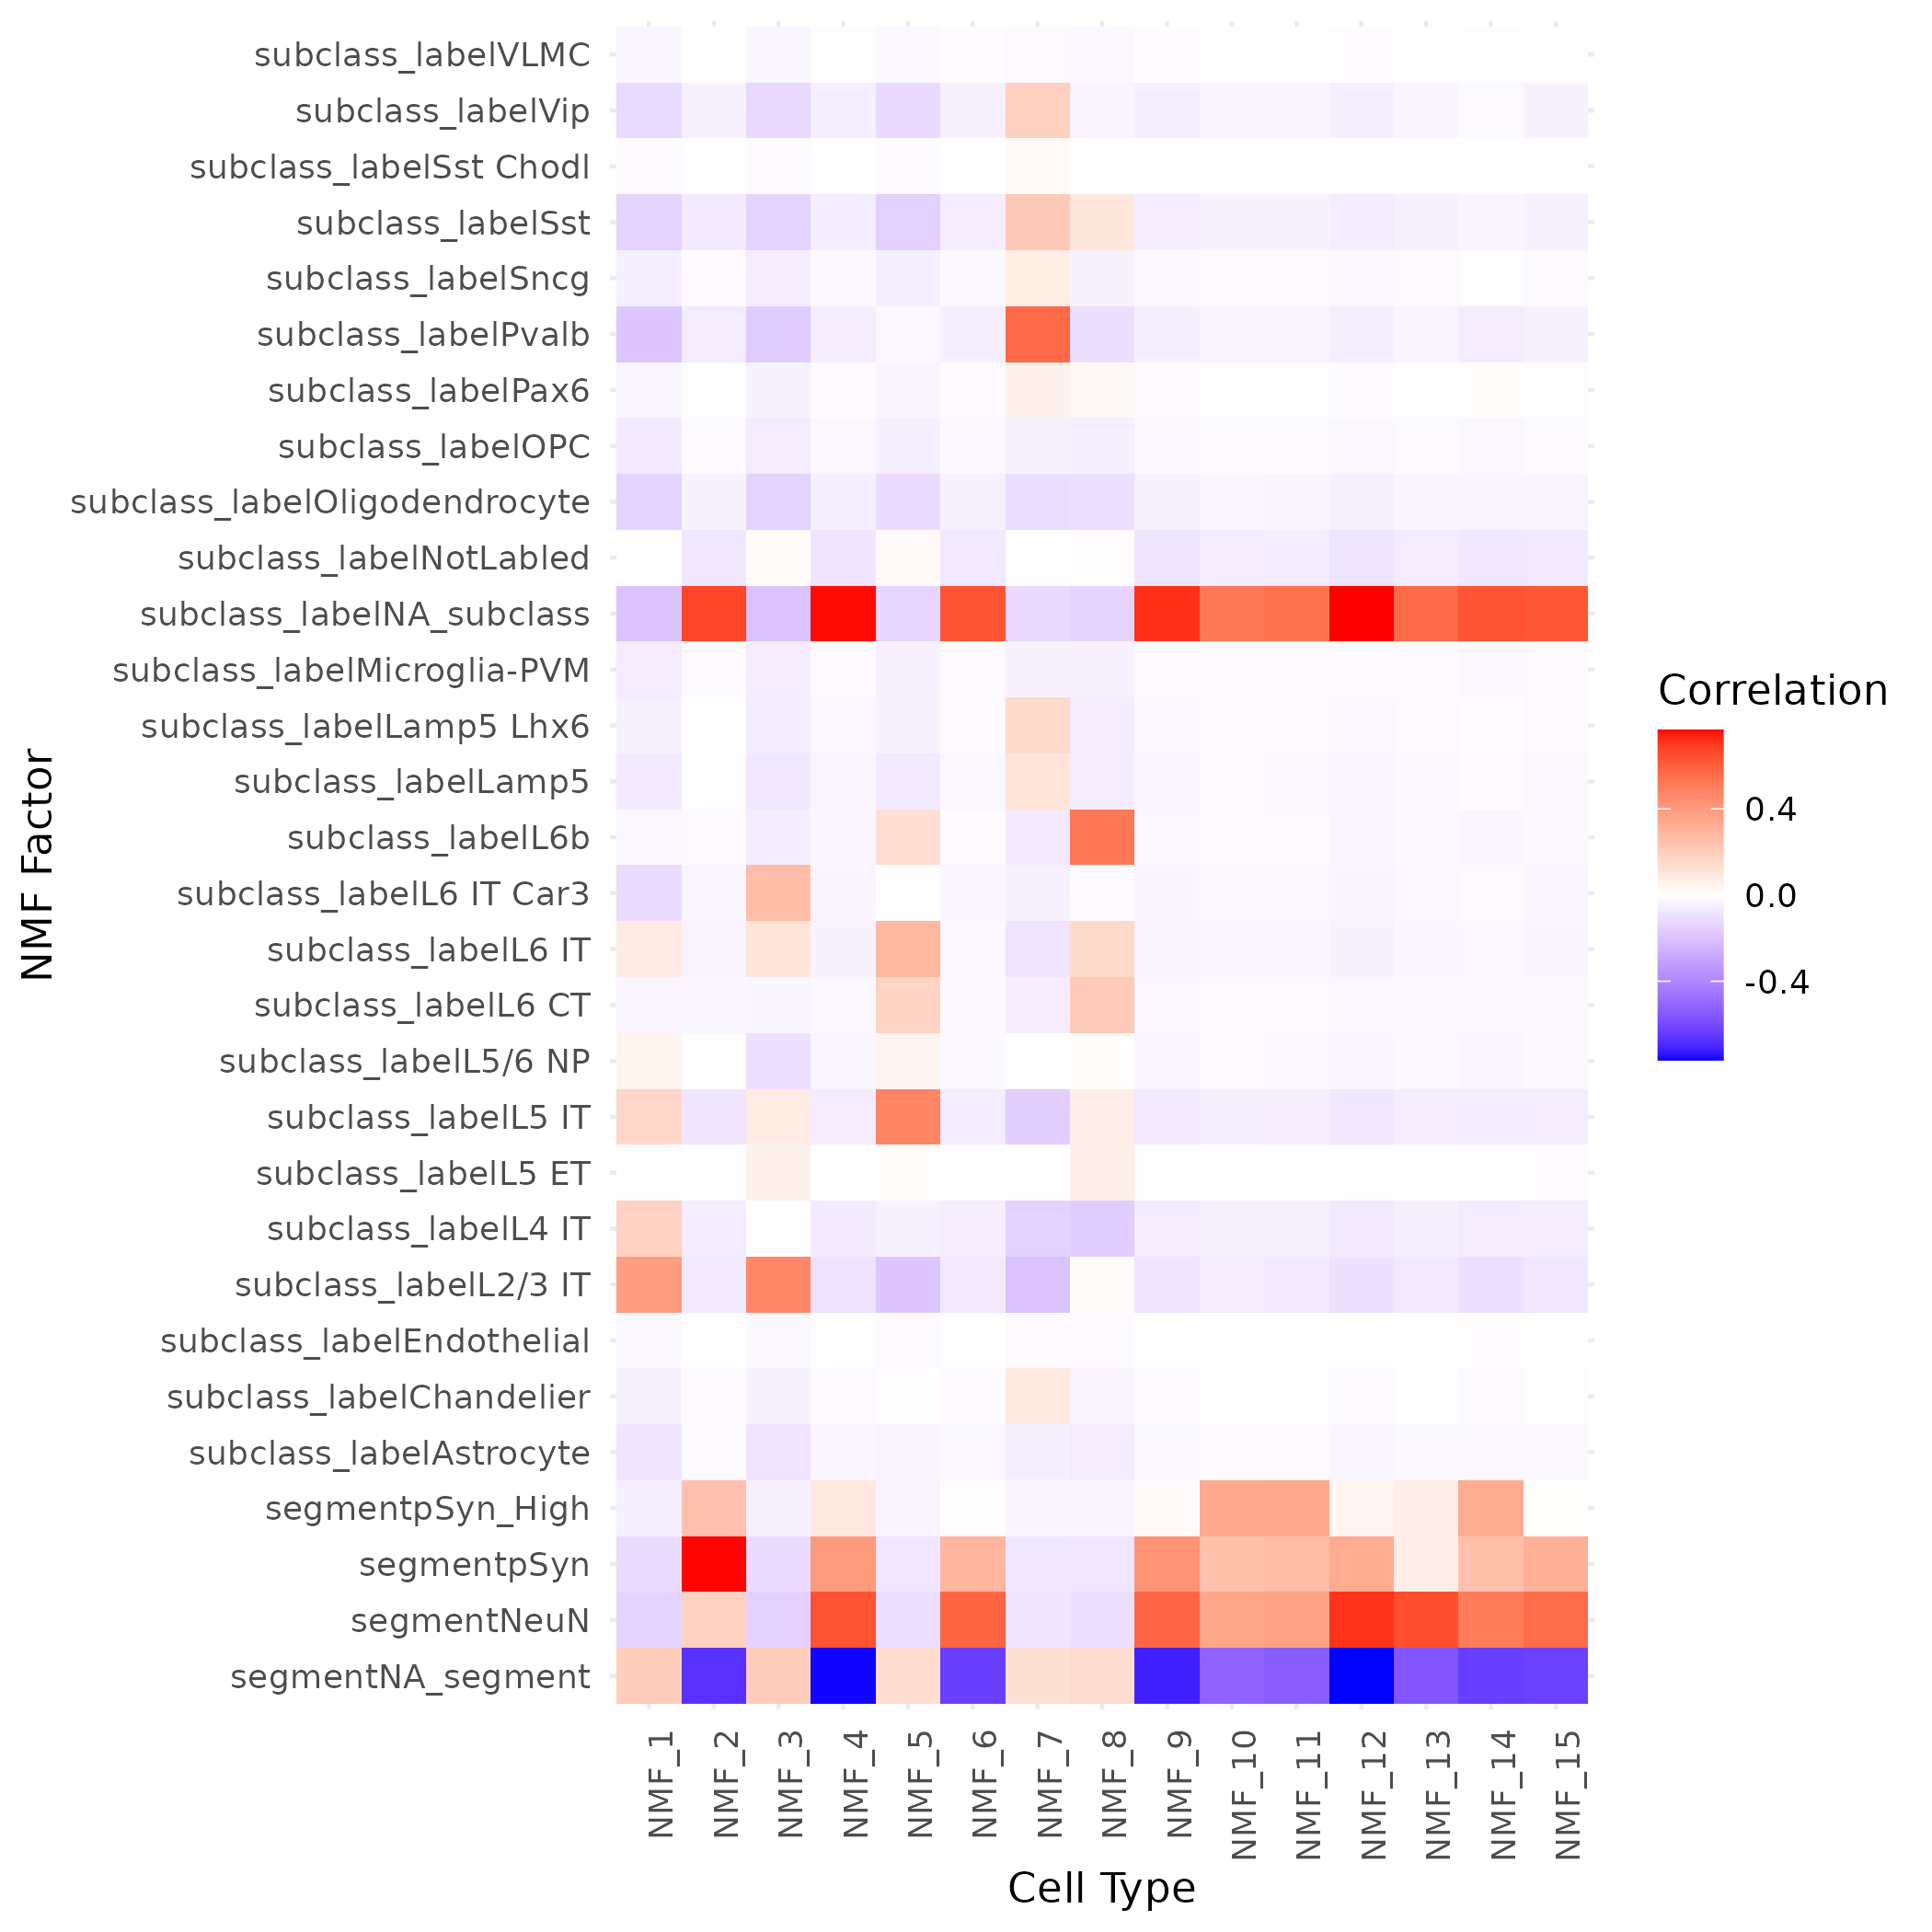 subclass_labelVLMC
subclass_labelVip
subclass_labelSst Chodl
subclass_labelSst
subclass_labelSncg
subclass_labelPvalb
subclass_labelPax6
subclass_labelOPC
subclass_labelOligodendrocyte
subclass_labelNotLabled
subclass_labelNA_subclass
subclass_labelMicroglia-PVM
subclass_labelLamp5 Lhx6
subclass_labelLamp5
subclass_labelL6b
subclass_labelL6 IT Car3
subclass_labelL6 IT
subclass_labelL6 CT
subclass_labelL5/6 NP
subclass_labelL5 IT
subclass_labelL5 ET
subclass_labelL4 IT
subclass_labelL2/3 IT
subclass_labelEndothelial
subclass_labelChandelier
subclass_labelAstrocyte
segmentpSyn_High
segmentpSyn
segmentNeuN
segmentNA_segment
NMF Factor
NMF_1
NMF_2
NMF_3
NMF_4
NMF_5
NMF_6
NMF_7
NMF_8
NMF_9
NMF_10
NMF_11
NMF_12
NMF_13
NMF_14
NMF_15
Cell Type
Correlation
0.4
0.0
-0.4